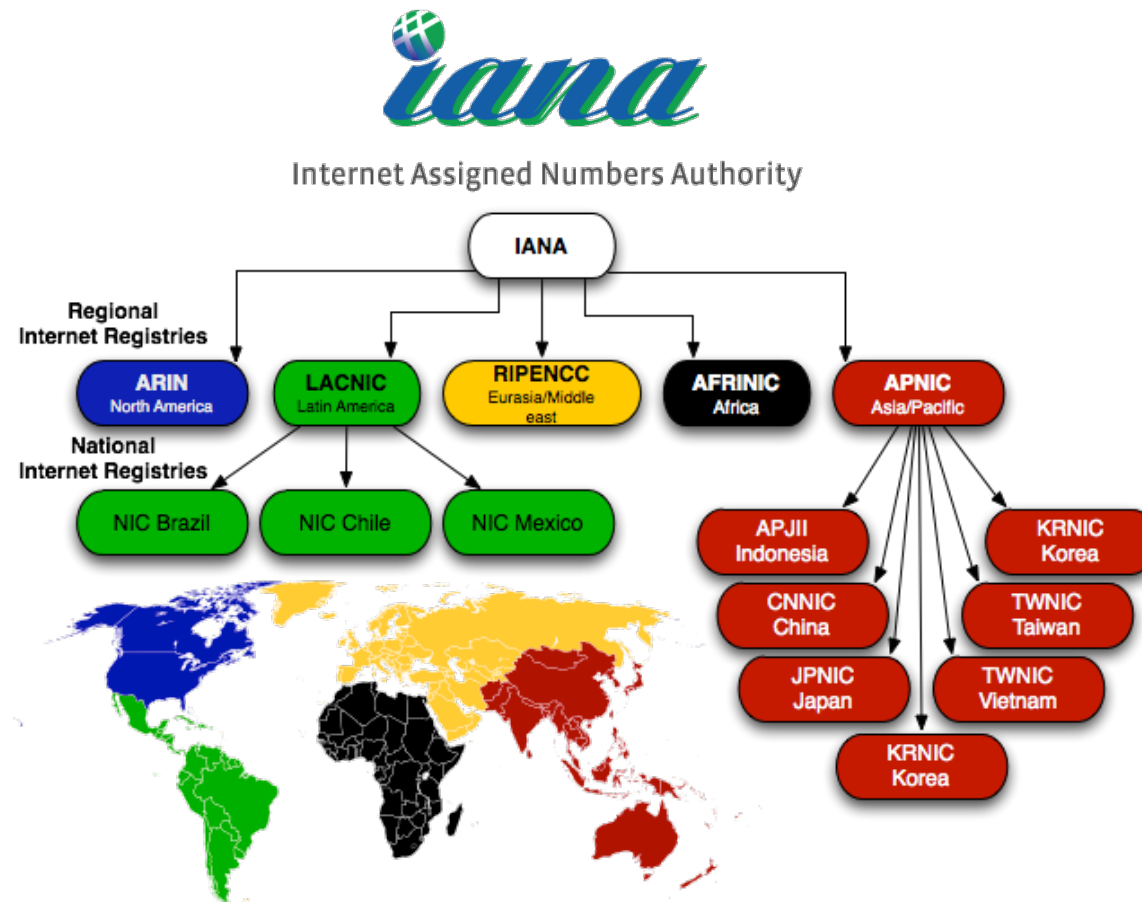 iana
Internet Assigned Numbers Authority
IANA
Regional
Internet Registries
ARIN
North America
LACNIC
Latin America
RIPENCC
Eurasia/Middle
east
AFRINIC
Africa
APNIC
Asia/Pacific
National
Internet Registries
NIC Brazil
NIC Chile
NIC Mexico
APJII
Indonesia
KRNIC
Korea
CNNIC
China
TWNIC
Taiwan
JPNIC
Japan
TWNIC
Vietnam
KRNIC
Korea